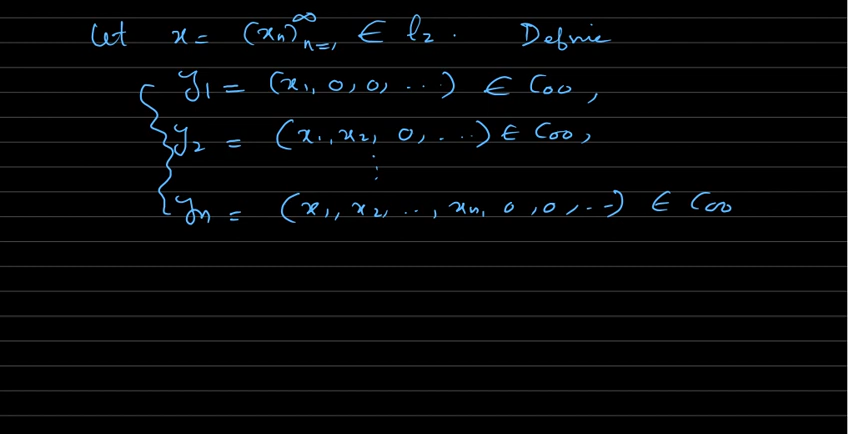 Let x = (xn)∞n=1 ∈ l2. Define
y1 = (x1, 0, 0, ...) ∈ C00,
y2 = (x1, x2, 0, ...) ∈ C00,
⋮
yn = (x1, x2, .., xn, 0, 0, ...) ∈ C00